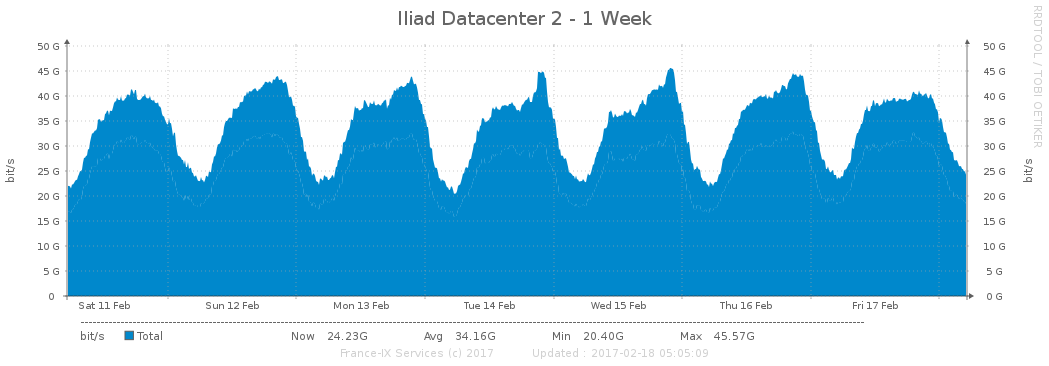 Iliad Datacenter 2 - 1 Week
RRDTOOL / TOBI OETIKER
50 G 50 G
45 G 45 G
40 G 40 G
35 G 35 G
30 G 30 G
25 G 25 G
20 G 20 G
15 G 15 G
10 G 10 G
5 G 5 G
0 0 G
bit/s bit/s
Sat 11 Feb Sun 12 Feb Mon 13 Feb Tue 14 Feb Wed 15 Feb Thu 16 Feb Fri 17 Feb
bit/s Total Now 24.23G Avg 34.16G Min 20.40G Max 45.57G
France-IX Services (c) 2017 Updated : 2017-02-18 05:05:09